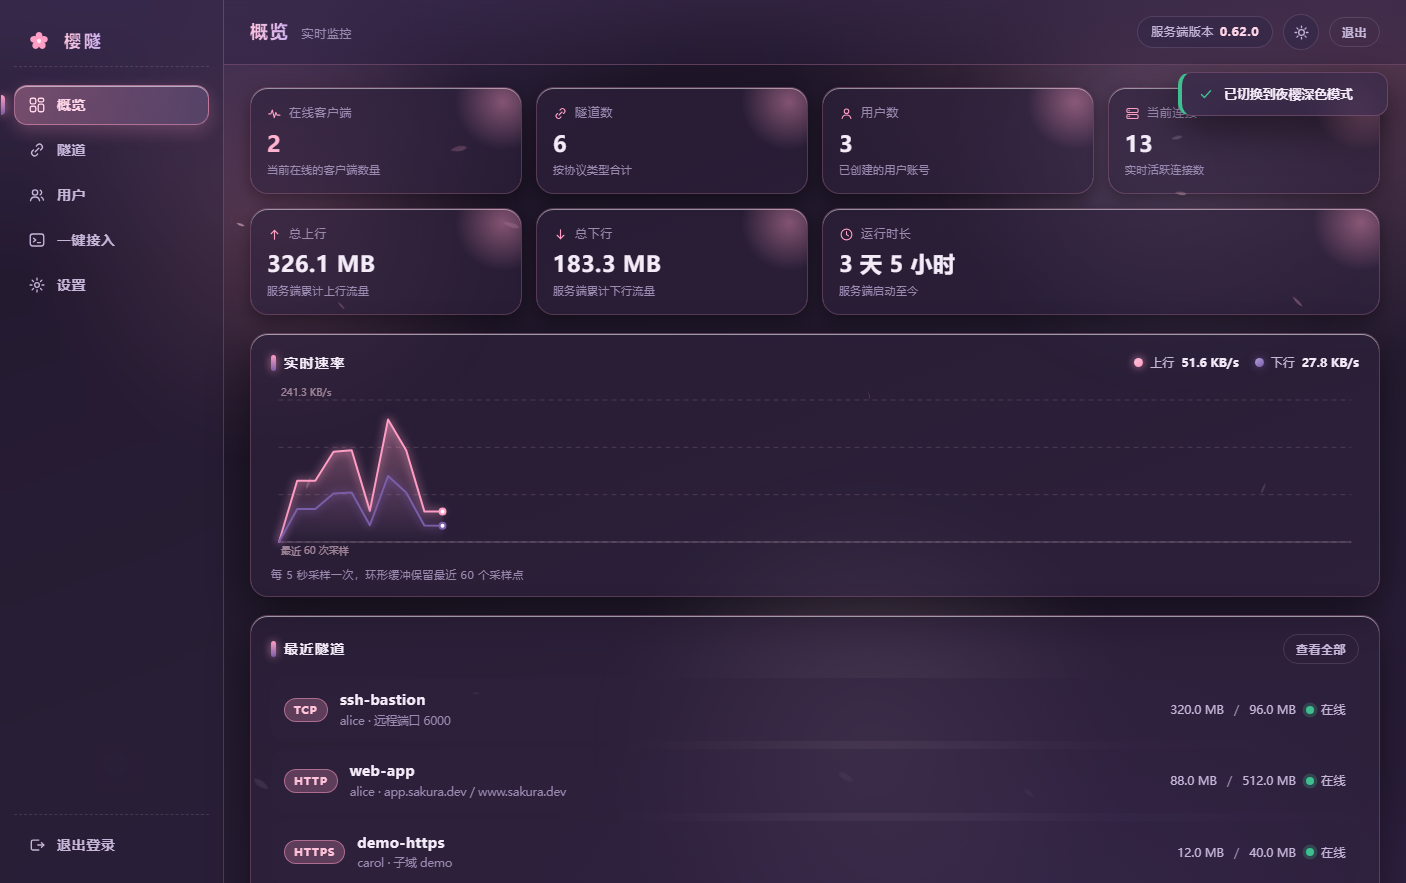 樱隧
概览
隧道
用户
一键接入
设置
退出登录
概览 实时监控
服务端版本 0.62.0
退出
已切换到夜樱深色模式
在线客户端
2
当前在线的客户端数量
隧道数
6
按协议类型合计
用户数
3
已创建的用户账号
当前连
13
实时活跃连接数
总上行
326.1 MB
服务端累计上行流量
总下行
183.3 MB
服务端累计下行流量
运行时长
3 天 5 小时
服务端启动至今
实时速率
上行 51.6 KB/s
下行 27.8 KB/s
241.3 KB/s
最近 60 次采样
每 5 秒采样一次，环形缓冲保留最近 60 个采样点
最近隧道
查看全部
TCP
ssh-bastion
alice · 远程端口 6000
320.0 MB / 96.0 MB 在线
HTTP
web-app
alice · app.sakura.dev / www.sakura.dev
88.0 MB / 512.0 MB 在线
HTTPS
demo-https
carol · 子域 demo
12.0 MB / 40.0 MB 在线